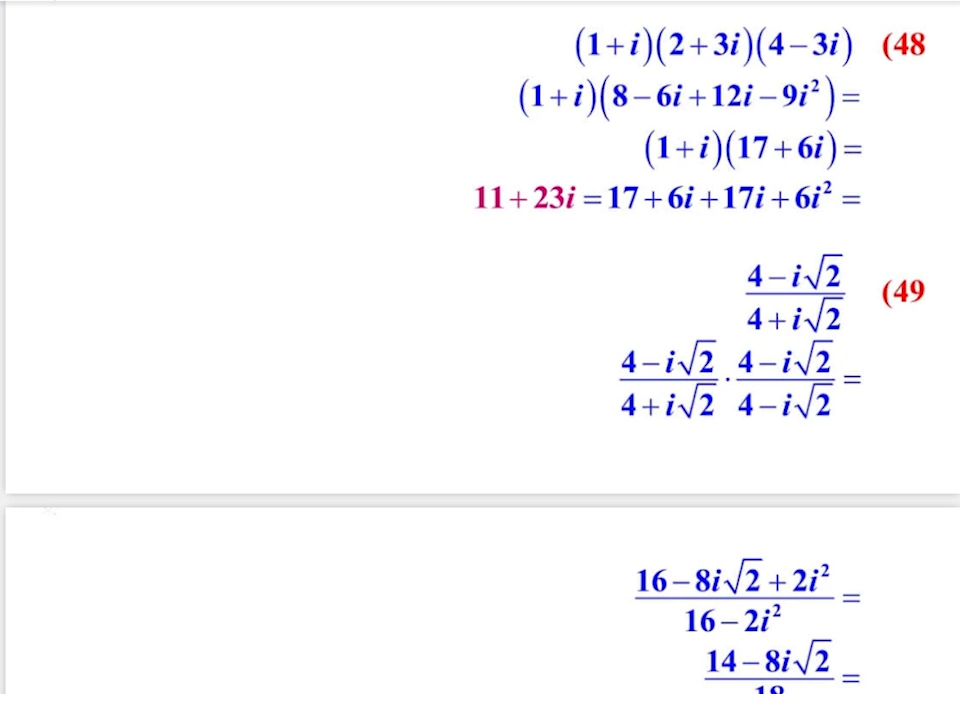 (48 (1+i)(2+3i)(4−3i)
(1+i)(8−6i+12i−9i²)=
(1+i)(17+6i)=
11+23i=17+6i+17i+6i²=
(49 (4−i√2)/(4+i√2)
(4−i√2)/(4+i√2)·(4−i√2)/(4−i√2)=
(16−8i√2+2i²)/(16−2i²)=
(14−8i√2)/18=